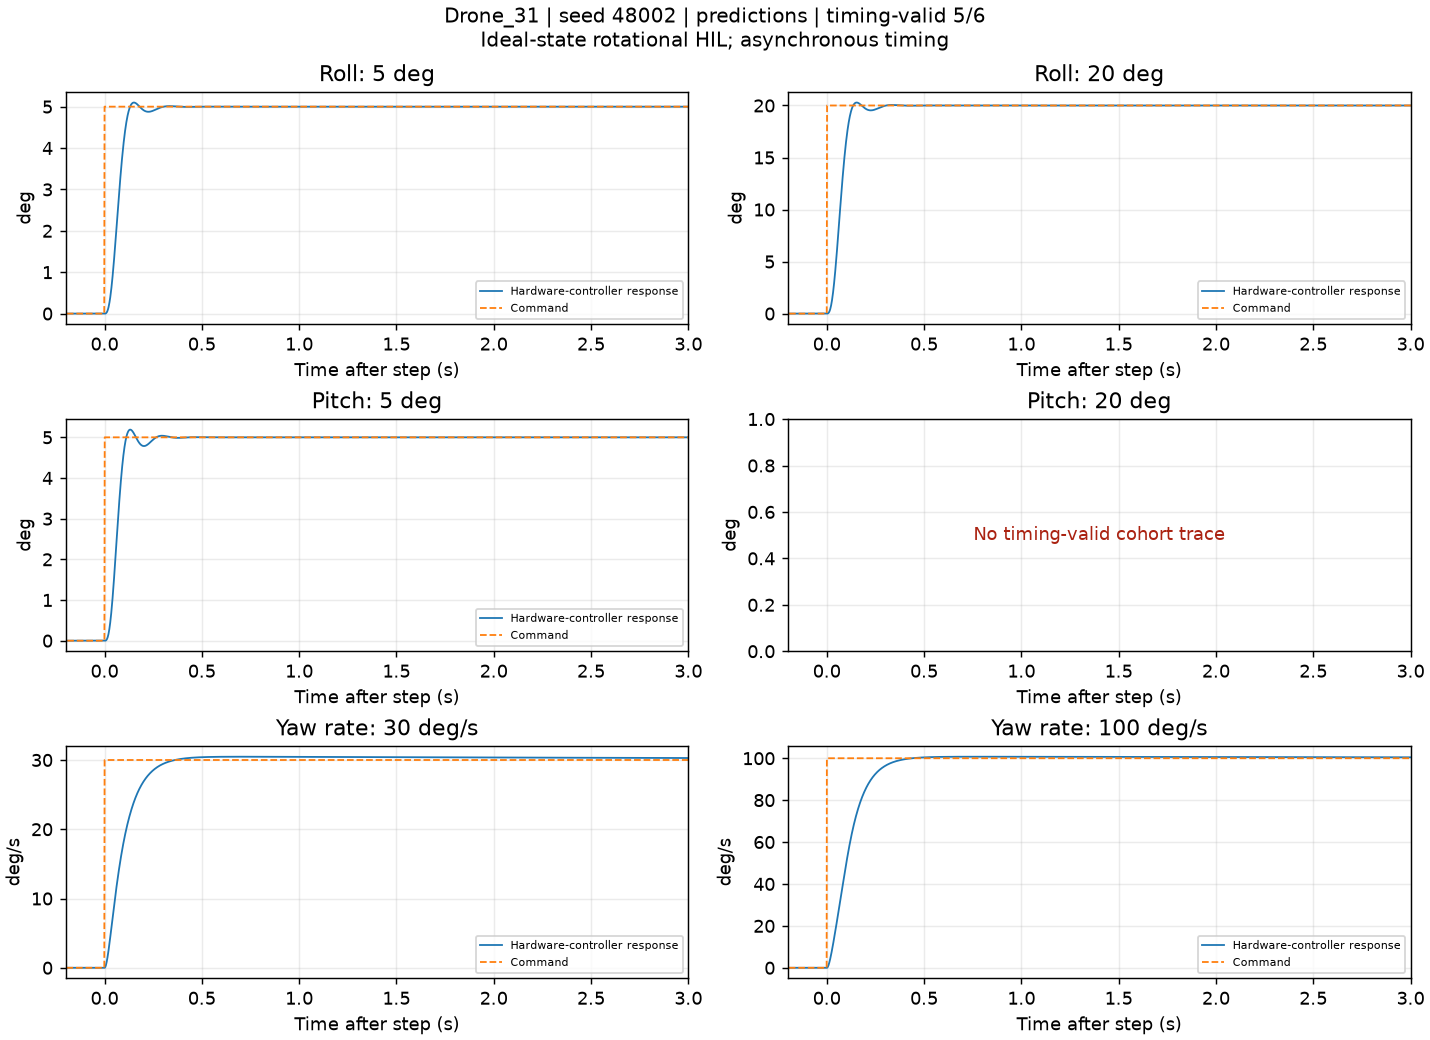 Drone_31 | seed 48002 | predictions | timing-valid 5/6
Ideal-state rotational HIL; asynchronous timing
Roll: 5 deg
deg
5
4
3
2
1
0
Hardware-controller response
Command
0.0 0.5 1.0 1.5 2.0 2.5 3.0
Time after step (s)
Roll: 20 deg
deg
20
15
10
5
0
Hardware-controller response
Command
0.0 0.5 1.0 1.5 2.0 2.5 3.0
Time after step (s)
Pitch: 5 deg
deg
5
4
3
2
1
0
Hardware-controller response
Command
0.0 0.5 1.0 1.5 2.0 2.5 3.0
Time after step (s)
Pitch: 20 deg
deg
1.0
0.8
0.6
0.4
0.2
0.0
No timing-valid cohort trace
0.0 0.5 1.0 1.5 2.0 2.5 3.0
Time after step (s)
Yaw rate: 30 deg/s
deg/s
30
20
10
0
Hardware-controller response
Command
0.0 0.5 1.0 1.5 2.0 2.5 3.0
Time after step (s)
Yaw rate: 100 deg/s
deg/s
100
80
60
40
20
0
Hardware-controller response
Command
0.0 0.5 1.0 1.5 2.0 2.5 3.0
Time after step (s)